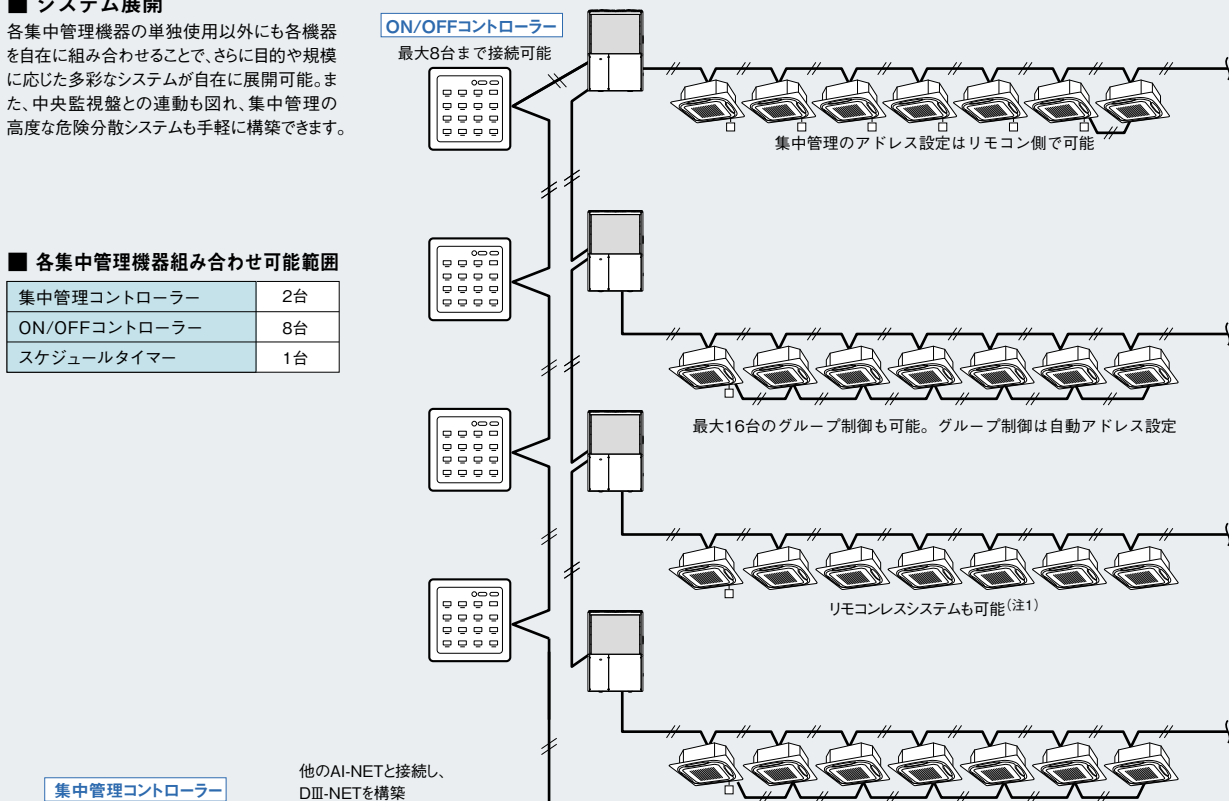 ■ システム展開
各集中管理機器の単独使用以外にも各機器
を自在に組み合わせることで、さらに目的や規模
に応じた多彩なシステムが自在に展開可能。ま
た、中央監視盤との連動も図れ、集中管理の
高度な危険分散システムも手軽に構築できます。
■ 各集中管理機器組み合わせ可能範囲
集中管理コントローラー 2台
ON/OFFコントローラー 8台
スケジュールタイマー 1台
ON/OFFコントローラー
最大8台まで接続可能
集中管理のアドレス設定はリモコン側で可能
最大16台のグループ制御も可能。グループ制御は自動アドレス設定
リモコンレスシステムも可能(注1)
他のAI-NETと接続し、
DⅢ-NETを構築
集中管理コントローラー